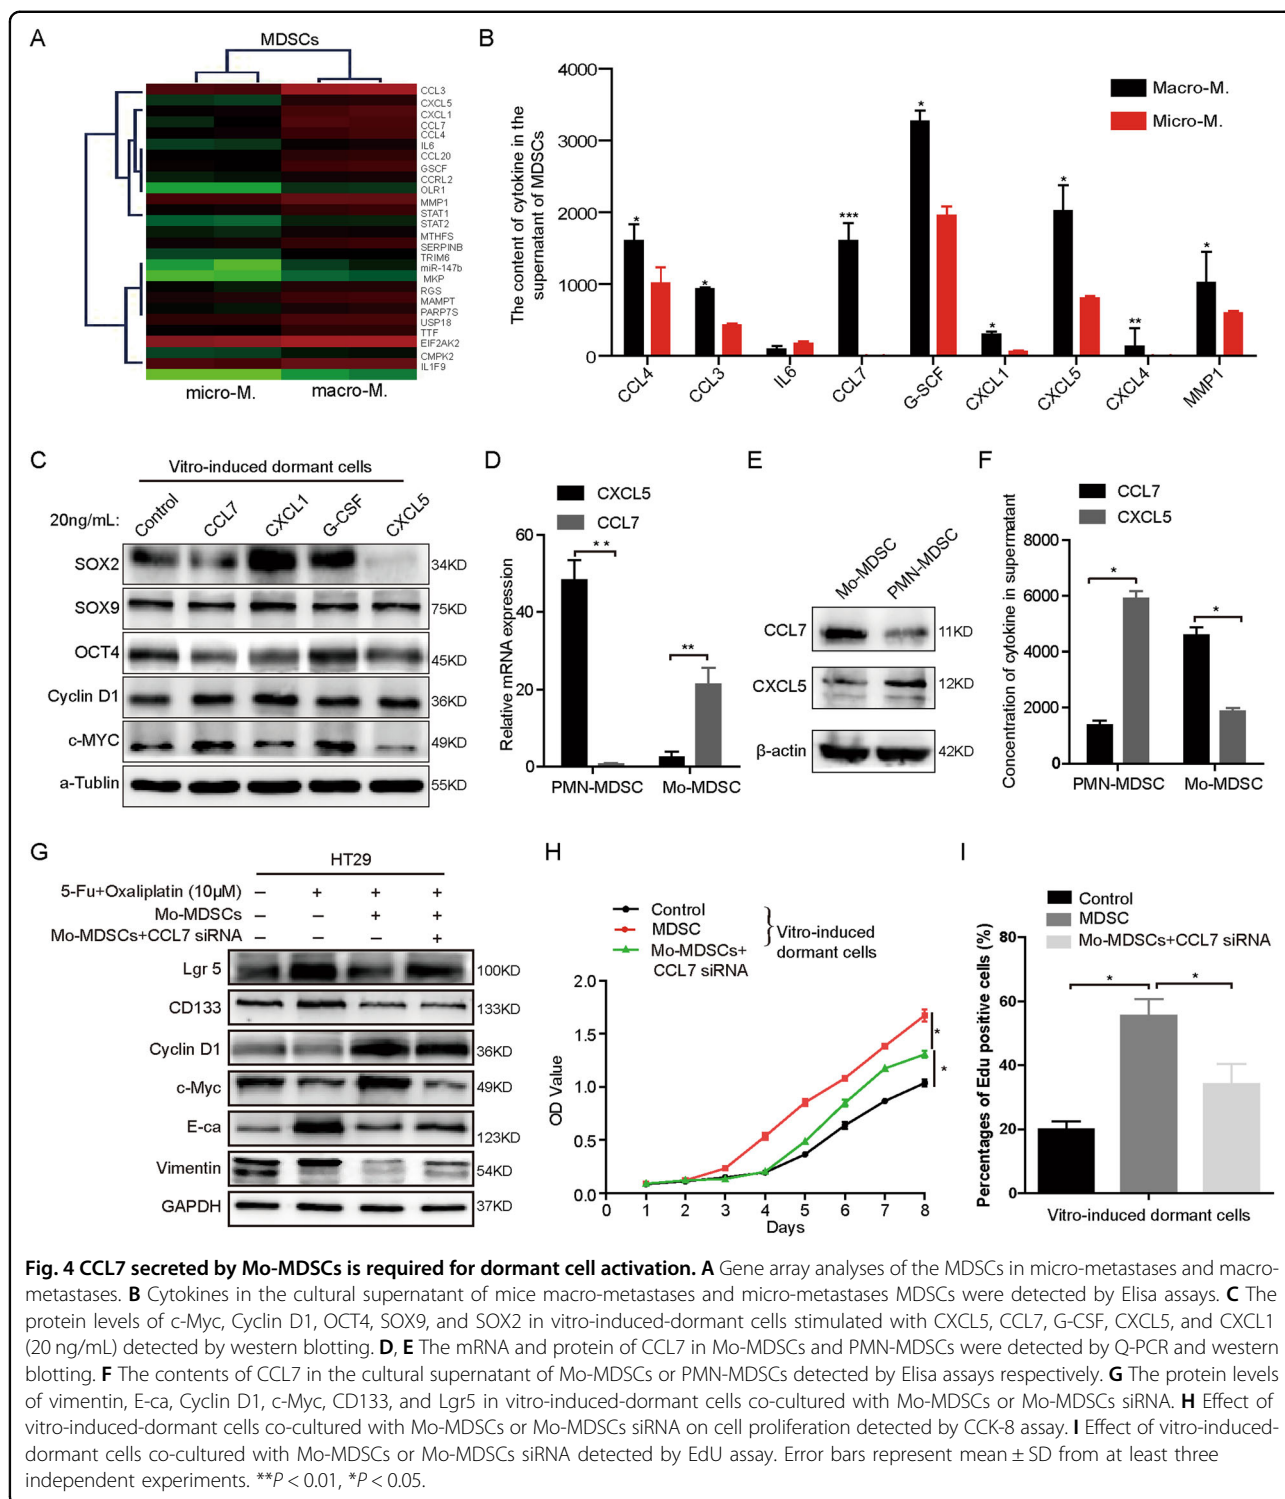 A
MDSCs
CCL3
CXCL5
CXCL1
CCL7
CCL4
IL6
CCL20
GSCF
CCRL2
OLR1
MMP1
STAT1
STAT2
MTHFS
SERPINB
TRIM6
miR-147b
MKP
RGS
MAMPT
PARP7S
USP18
TTF
EIF2AK2
CMPK2
IL1F9
micro-M. macro-M.
B
The content of cytokine in the
supernatant of MDSCs
4000
3000
2000
1000
0
Macro-M.
Micro-M.
* * *** * * * ** *
CCL4 CCL3 IL6 CCL7 G-SCF CXCL1 CXCL5 CXCL4 MMP1
C
Vitro-induced dormant cells
20ng/mL: Control CCL7 CXCL1 G-CSF CXCL5
SOX2 34KD
SOX9 75KD
OCT4 45KD
Cyclin D1 36KD
c-MYC 49KD
a-Tublin 55KD
D
CXCL5
CCL7
Relative mRNA expression
60
40
20
0
** **
PMN-MDSC Mo-MDSC
E
Mo-MDSC PMN-MDSC
CCL7 11KD
CXCL5 12KD
β-actin 42KD
F
CCL7
CXCL5
Concentration of cytokine in supermatant
8000
6000
4000
2000
0
* *
PMN-MDSC Mo-MDSC
G
HT29
5-Fu+Oxaliplatin (10μM) – + + +
Mo-MDSCs – – + +
Mo-MDSCs+CCL7 siRNA – – – +
Lgr 5 100KD
CD133 133KD
Cyclin D1 36KD
c-Myc 49KD
E-ca 123KD
Vimentin 54KD
GAPDH 37KD
H
Control
MDSC
Mo-MDSCs+
CCL7 siRNA
Vitro-induced
dormant cells
OD Value
2.0
1.5
1.0
0.5
0.0
* *
0 1 2 3 4 5 6 7 8
Days
I
Control
MDSC
Mo-MDSCs+CCL7 siRNA
Percentages of Edu positive cells (%)
80
60
40
20
0
* *
Vitro-induced dormant cells
Fig. 4 CCL7 secreted by Mo-MDSCs is required for dormant cell activation. A Gene array analyses of the MDSCs in micro-metastases and macro-
metastases. B Cytokines in the cultural supernatant of mice macro-metastases and micro-metastases MDSCs were detected by Elisa assays. C The
protein levels of c-Myc, Cyclin D1, OCT4, SOX9, and SOX2 in vitro-induced-dormant cells stimulated with CXCL5, CCL7, G-CSF, CXCL5, and CXCL1
(20 ng/mL) detected by western blotting. D, E The mRNA and protein of CCL7 in Mo-MDSCs and PMN-MDSCs were detected by Q-PCR and western
blotting. F The contents of CCL7 in the cultural supernatant of Mo-MDSCs or PMN-MDSCs detected by Elisa assays respectively. G The protein levels
of vimentin, E-ca, Cyclin D1, c-Myc, CD133, and Lgr5 in vitro-induced-dormant cells co-cultured with Mo-MDSCs or Mo-MDSCs siRNA. H Effect of
vitro-induced-dormant cells co-cultured with Mo-MDSCs or Mo-MDSCs siRNA on cell proliferation detected by CCK-8 assay. I Effect of vitro-induced-
dormant cells co-cultured with Mo-MDSCs or Mo-MDSCs siRNA detected by EdU assay. Error bars represent mean ± SD from at least three
independent experiments. **P < 0.01, *P < 0.05.